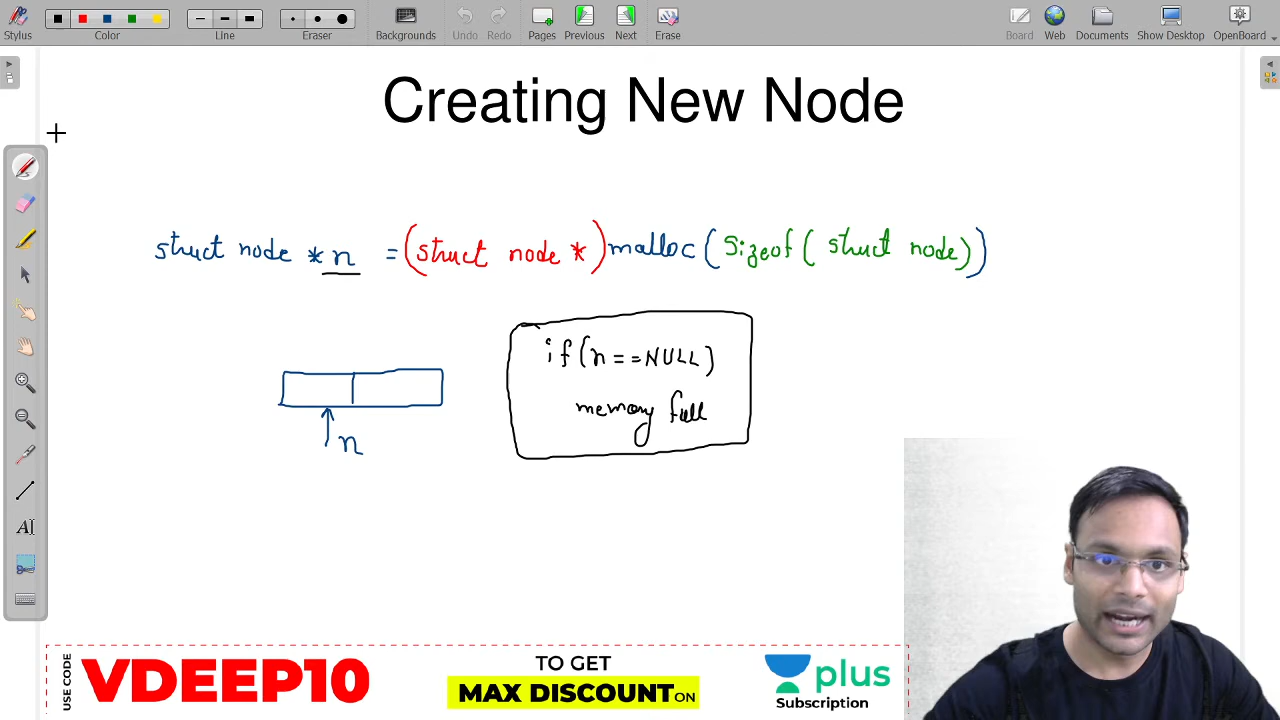 Stylus Color Line Eraser Backgrounds Undo Redo Pages Previous Next Erase Board Web Documents Show Desktop OpenBoard
Creating New Node
struct node *n = (struct node *) malloc (sizeof( struct node))
if (n == NULL)
memory full
n
AI
USE CODE
VDEEP10
TO GET
MAX DISCOUNT ON
plus
Subscription